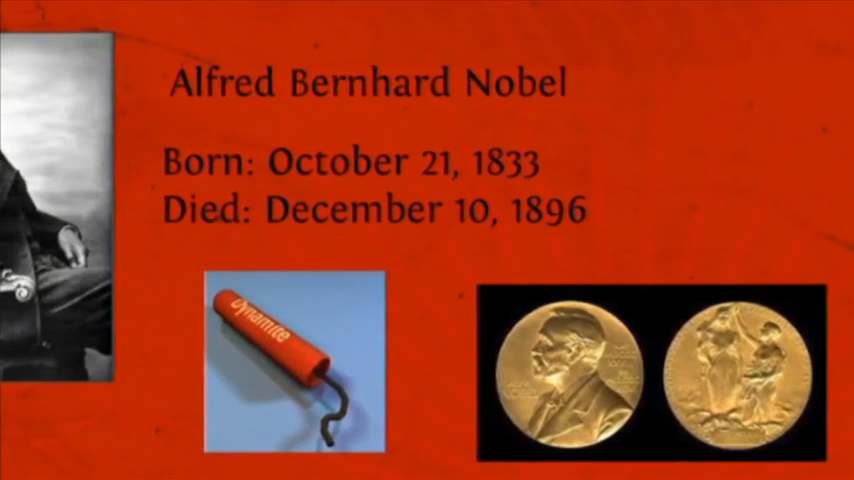 Alfred Bernhard Nobel
Born: October 21, 1833
Died: December 10, 1896
Dynamite